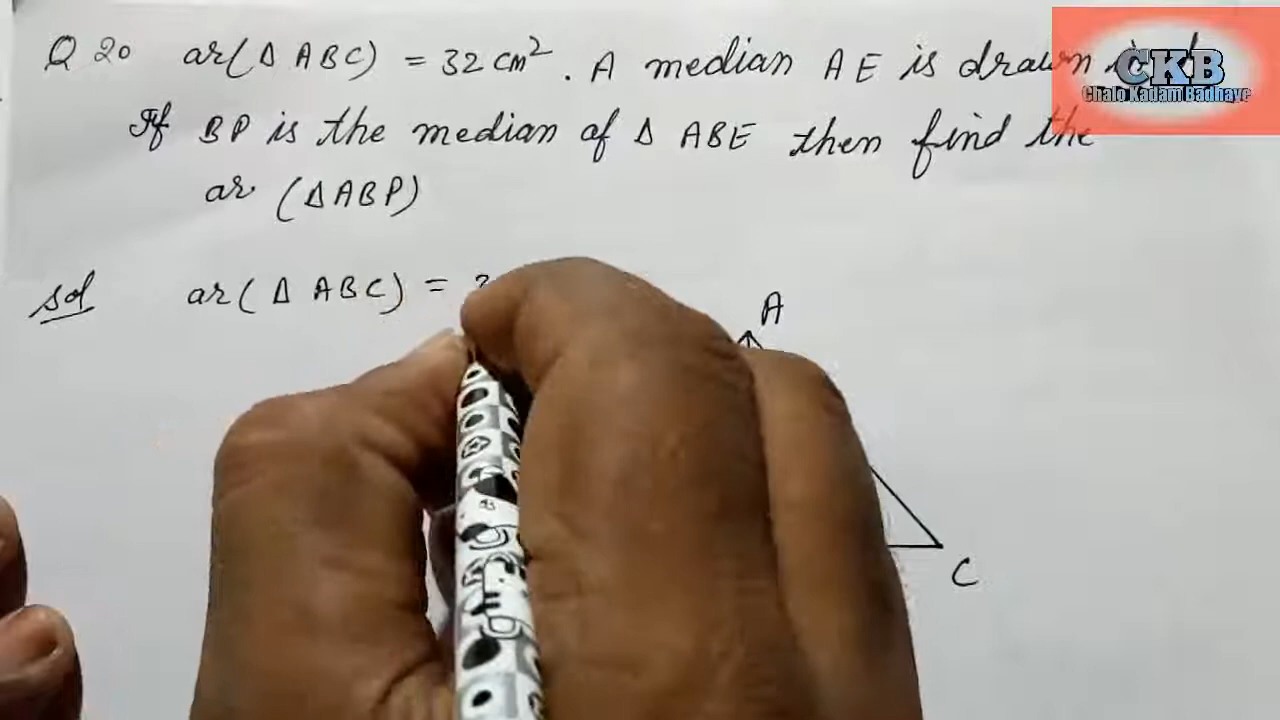 Q 20 ar(Δ ABC) = 32 cm². A median AE is drawn
CKB
Chalo Kadam Badhaye
If BP is the median of Δ ABE then find the
ar (ΔABP)
Sol ar(Δ ABC) =
A
C